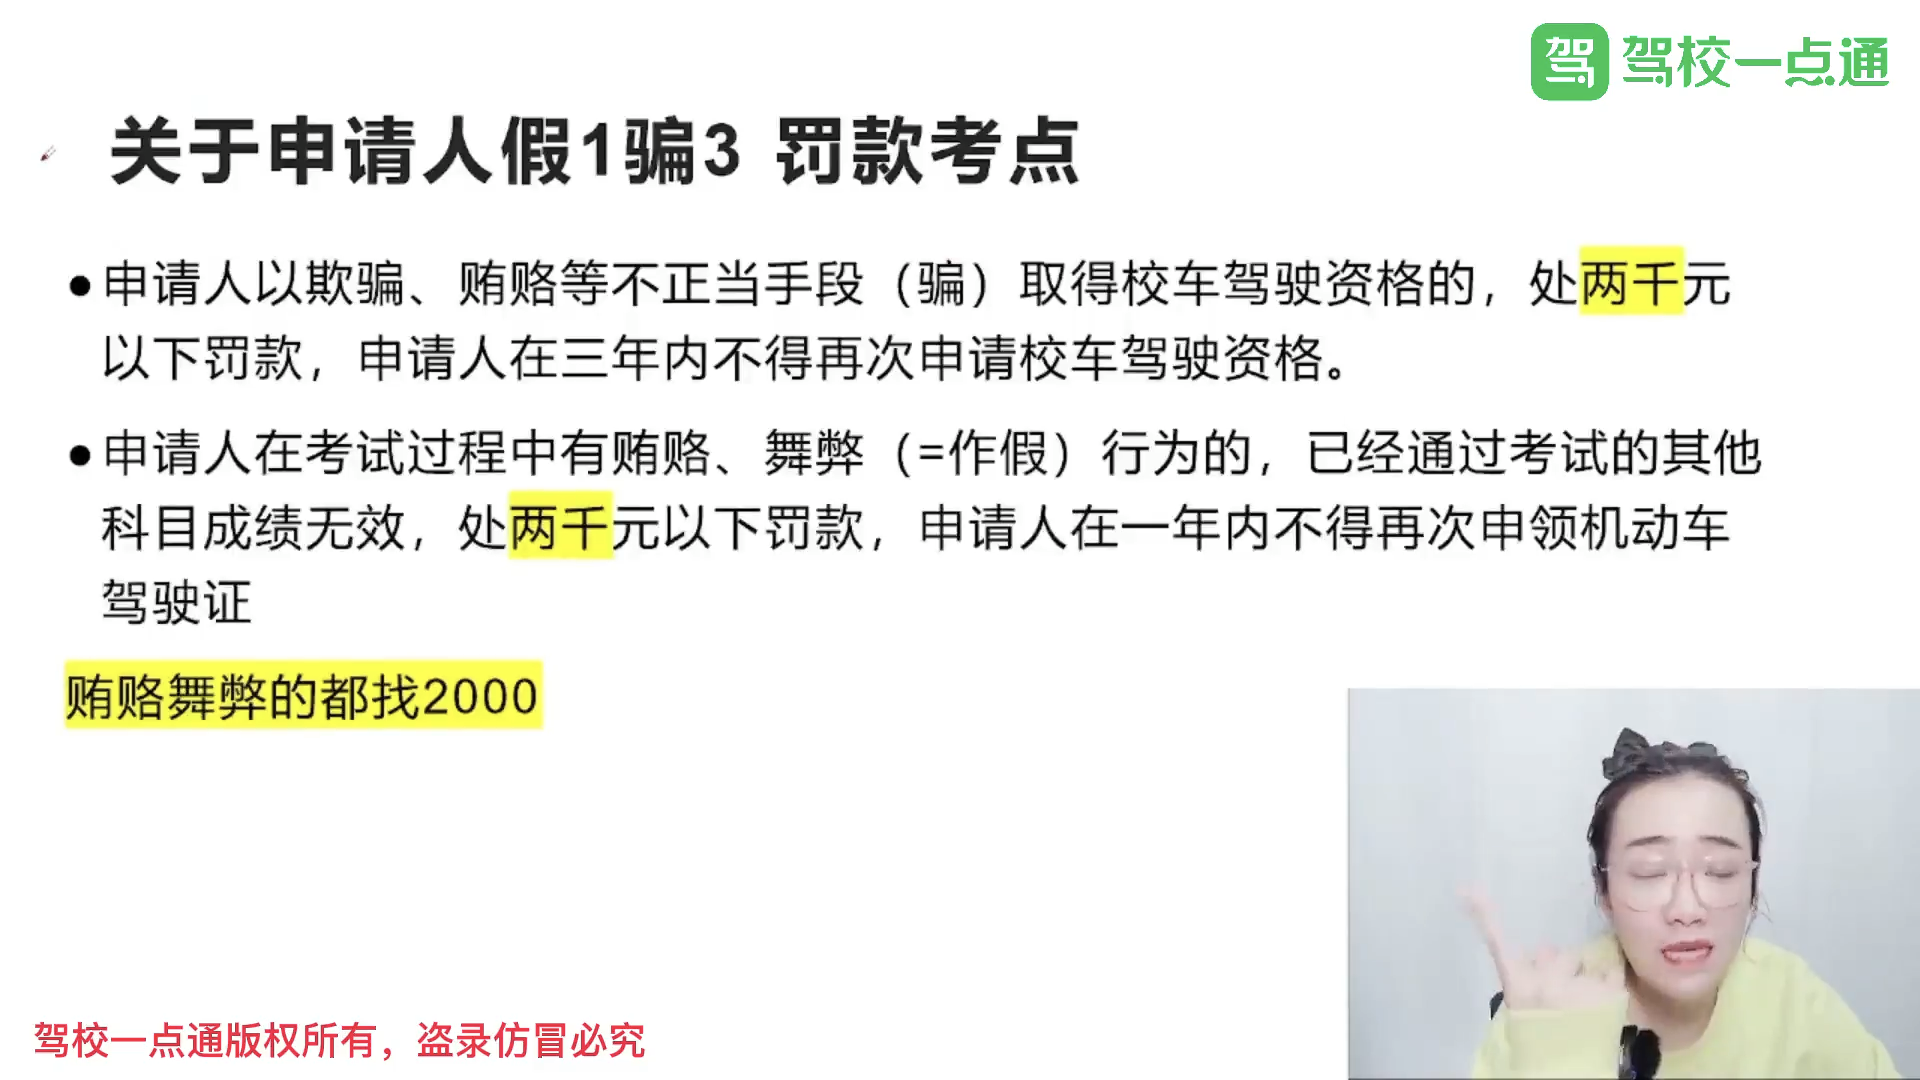 驾 驾校一点通
关于申请人假1骗3 罚款考点
●申请人以欺骗、贿赂等不正当手段（骗）取得校车驾驶资格的，处两千元
以下罚款，申请人在三年内不得再次申请校车驾驶资格。
●申请人在考试过程中有贿赂、舞弊（=作假）行为的，已经通过考试的其他
科目成绩无效，处两千元以下罚款，申请人在一年内不得再次申领机动车
驾驶证
贿赂舞弊的都找2000
驾校一点通版权所有，盗录仿冒必究